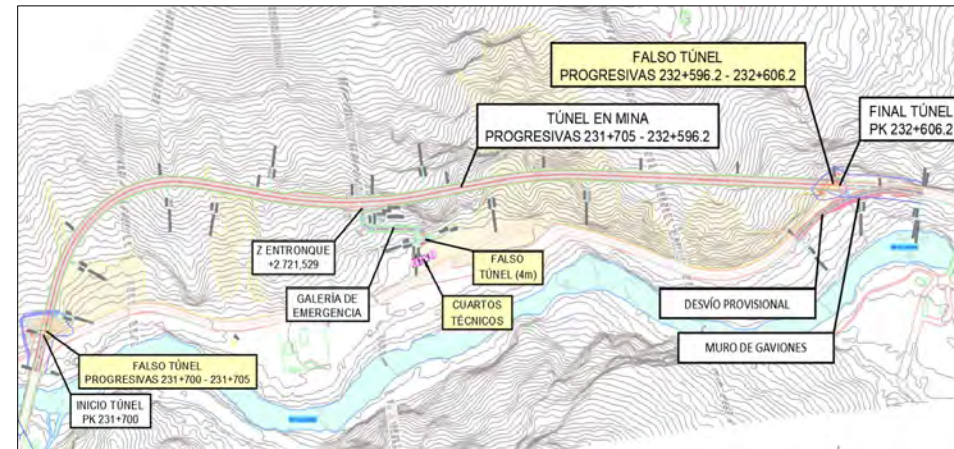 FALSO TÚNEL
PROGRESIVAS 232+596.2 - 232+606.2
TÚNEL EN MINA
PROGRESIVAS 231+705 - 232+596.2
FINAL TÚNEL
PK 232+606.2
Z ENTRONQUE
+2.721,529
FALSO
TÚNEL (4m)
GALERÍA DE
EMERGENCIA
CUARTOS
TÉCNICOS
DESVÍO PROVISIONAL
MURO DE GAVIONES
FALSO TÚNEL
PROGRESIVAS 231+700 - 231+705
INICIO TÚNEL
PK 231+700